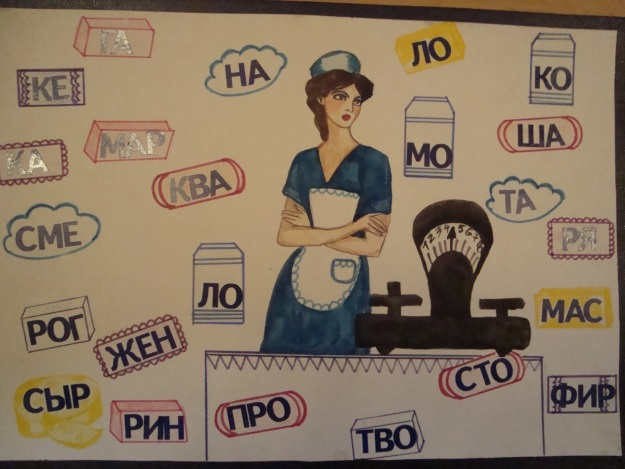 ГА
НА
ЛО
КО
КЕ
МАР
МО
ША
КА
КВА
ТА
СМЕ
РЯ
ЛО
МАС
РОГ
ЖЕН
СТО
СЫР
ФИР
РИН
ПРО
ТВО